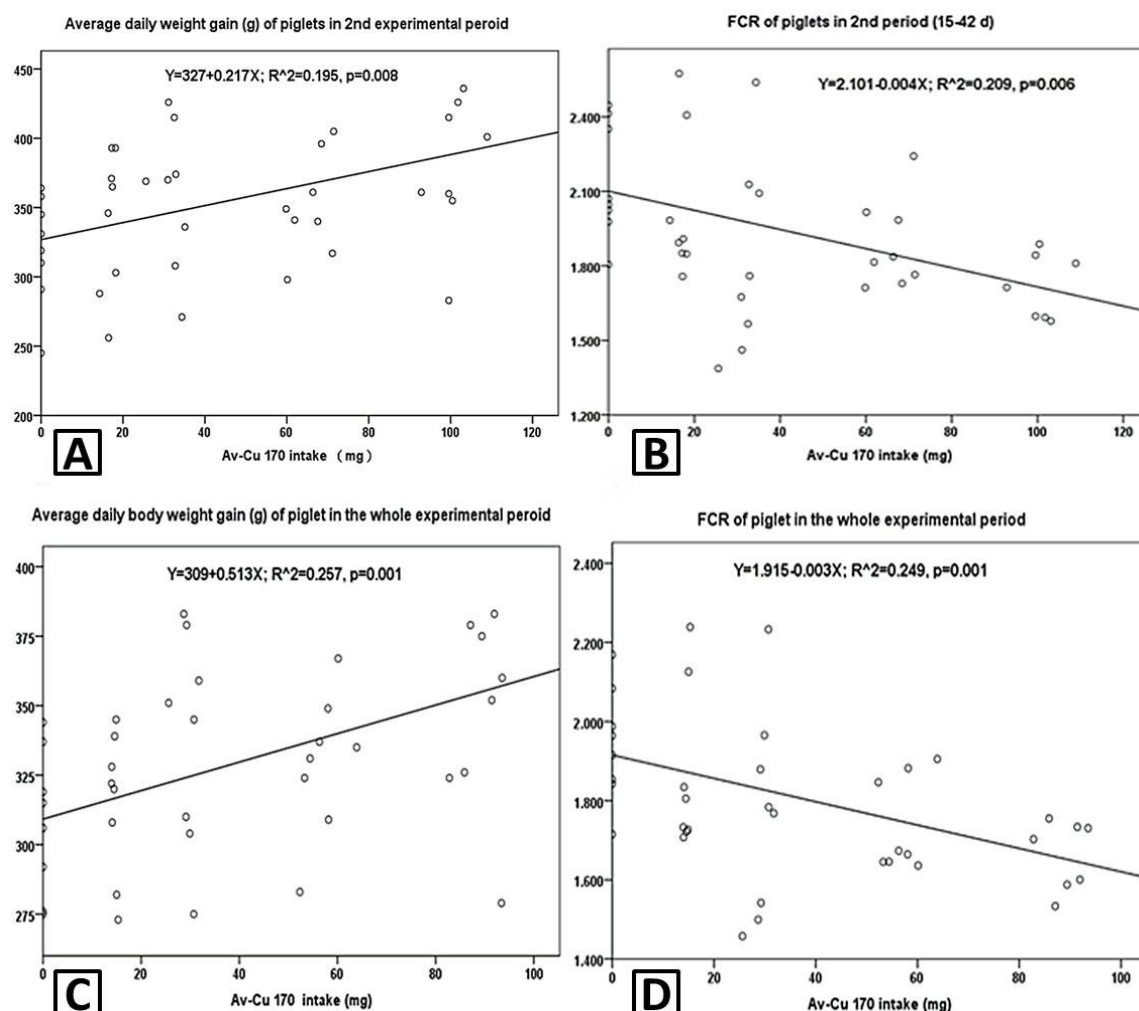 Average daily weight gain (g) of piglets in 2nd experimental peroid
Y=327+0.217X; R^2=0.195, p=0.008
450
400
350
300
250
200
0 20 40 60 80 100 120
A
Av-Cu 170 intake (mg)
FCR of piglets in 2nd period (15-42 d)
Y=2.101-0.004X; R^2=0.209, p=0.006
2.400
2.100
1.800
1.500
1.200
0 20 40 60 80 100 120
B
Av-Cu 170 intake (mg)
Average daily body weight gain (g) of piglet in the whole experimental peroid
Y=309+0.513X; R^2=0.257, p=0.001
400
375
350
325
300
275
0 20 40 60 80 100
C
Av-Cu 170 intake (mg)
FCR of piglet in the whole experimental period
Y=1.915-0.003X; R^2=0.249, p=0.001
2.400
2.200
2.000
1.800
1.600
1.400
0 20 40 60 80 100
D
Av-Cu 170 intake (mg)